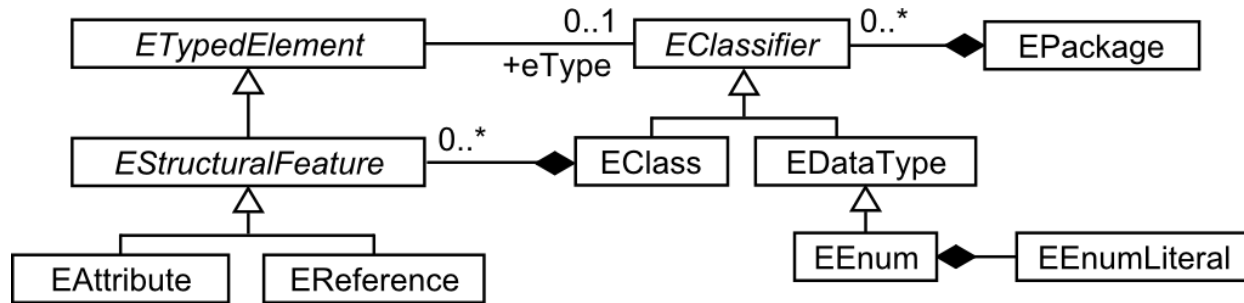 ETypedElement
0..1
+eType
EClassifier
0..*
EPackage
EStructuralFeature
0..*
EClass
EDataType
EAttribute
EReference
EEnum
EEnumLiteral